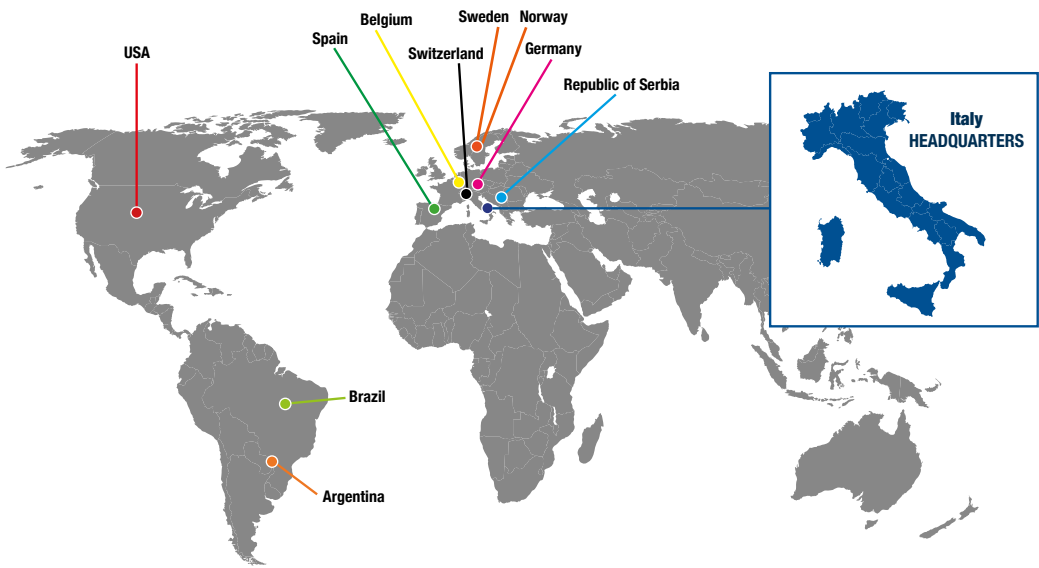 Belgium
Sweden
Norway
Spain
USA
Switzerland
Germany
Republic of Serbia
Italy
HEADQUARTERS
Brazil
Argentina